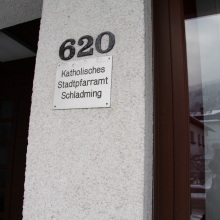 620
Katholisches
Stadtpfarramt
Schladming